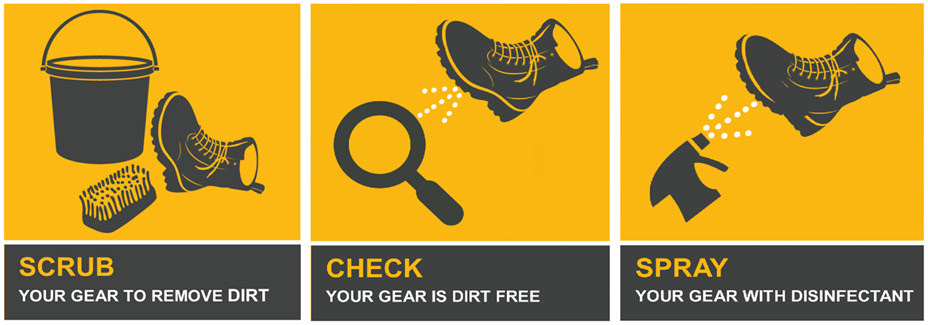 SCRUB
YOUR GEAR TO REMOVE DIRT
CHECK
YOUR GEAR IS DIRT FREE
SPRAY
YOUR GEAR WITH DISINFECTANT